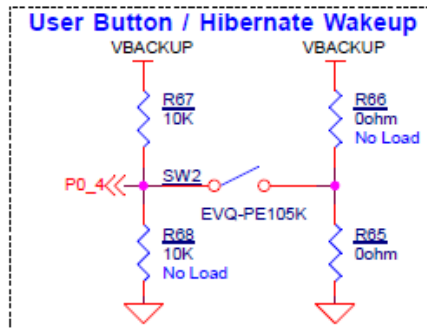 User Button / Hibernate Wakeup
VBACKUP
VBACKUP
R67
10K
R66
0ohm
No Load
P0_4
SW2
EVQ-PE105K
R68
10K
No Load
R65
0ohm